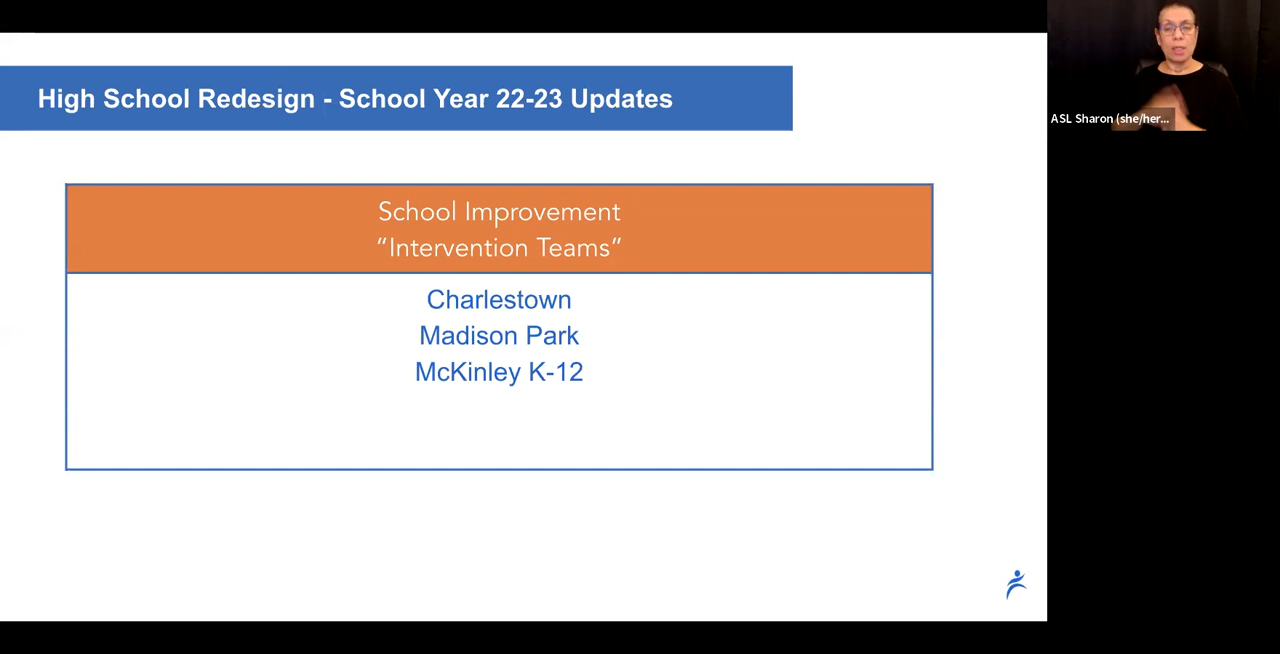 High School Redesign - School Year 22-23 Updates
School Improvement
“Intervention Teams”
Charlestown
Madison Park
McKinley K-12
ASL Sharon (she/her...